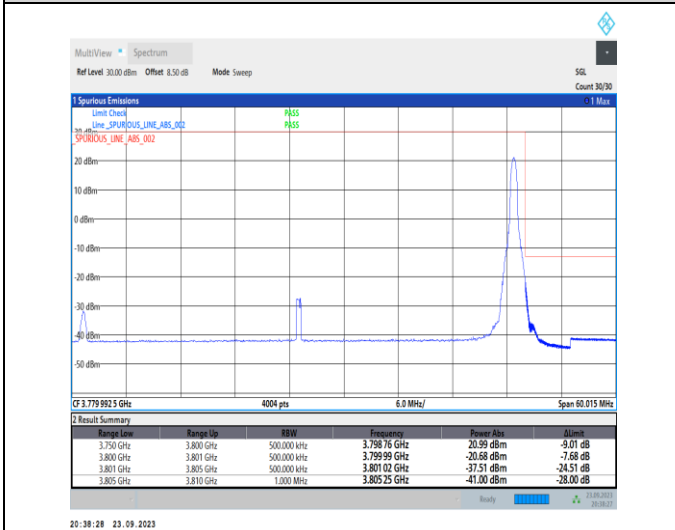 MultiView Spectrum
Ref Level 30.00 dBm Offset 8.50 dB Mode Sweep SGL
Count 30/30
1 Spurious Emissions 1 Max
Limit Check PASS
Line _SPURIOUS_LINE_ABS_002 PASS
30 dBm
_SPURIOUS_LINE_ABS_002
20 dBm
10 dBm
0 dBm
-10 dBm
-20 dBm
-30 dBm
-40 dBm
-50 dBm
CF 3.779 992 5 GHz 4004 pts 6.0 MHz/ Span 60.015 MHz
2 Result Summary
Range Low Range Up RBW Frequency Power Abs ΔLimit
3.750 GHz 3.800 GHz 500.000 kHz 3.798 76 GHz 20.99 dBm -9.01 dB
3.800 GHz 3.801 GHz 500.000 kHz 3.799 99 GHz -20.68 dBm -7.68 dB
3.801 GHz 3.805 GHz 500.000 kHz 3.801 02 GHz -37.51 dBm -24.51 dB
3.805 GHz 3.810 GHz 1.000 MHz 3.805 25 GHz -41.00 dBm -28.00 dB
Ready 23.09.2023
20:38:27
20:38:28 23.09.2023